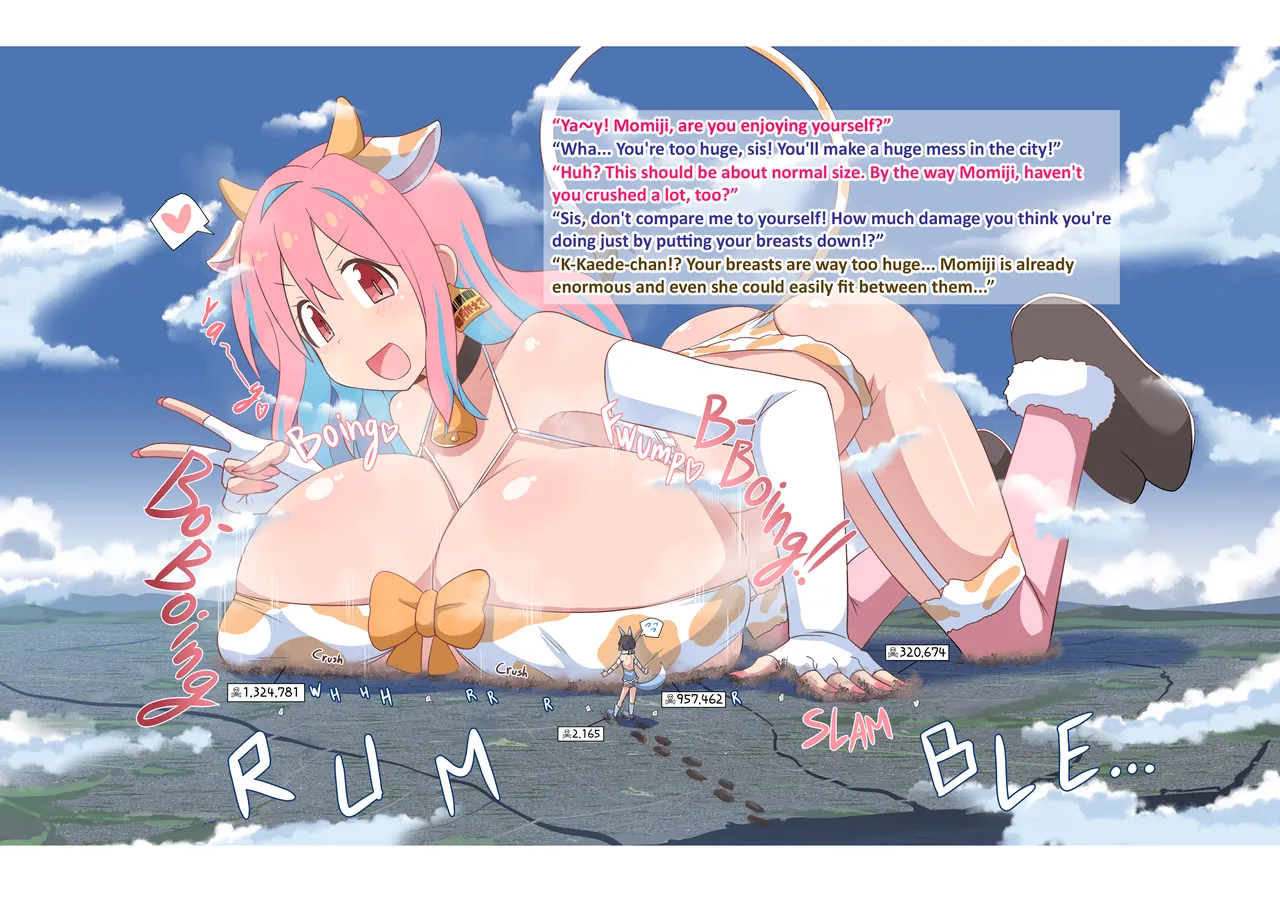 “Ya~y! Momiji, are you enjoying yourself?”
“Wha... You're too huge, sis! You'll make a huge mess in the city!”
“Huh? This should be about normal size. By the way Momiji, haven't
you crushed a lot, too?”
“Sis, don't compare me to yourself! How much damage you think you're
doing just by putting your breasts down!?”
“K-Kaede-chan!? Your breasts are way too huge... Momiji is already
enormous and even she could easily fit between them...”
Ya~y♡
Boing♡
Fwump♡
B-Boing!!
Bo-Boing
Crush
Crush
320,674
1,324,781
957,462
2,165
WHHH RR R R
SLAM
RUMBLE...